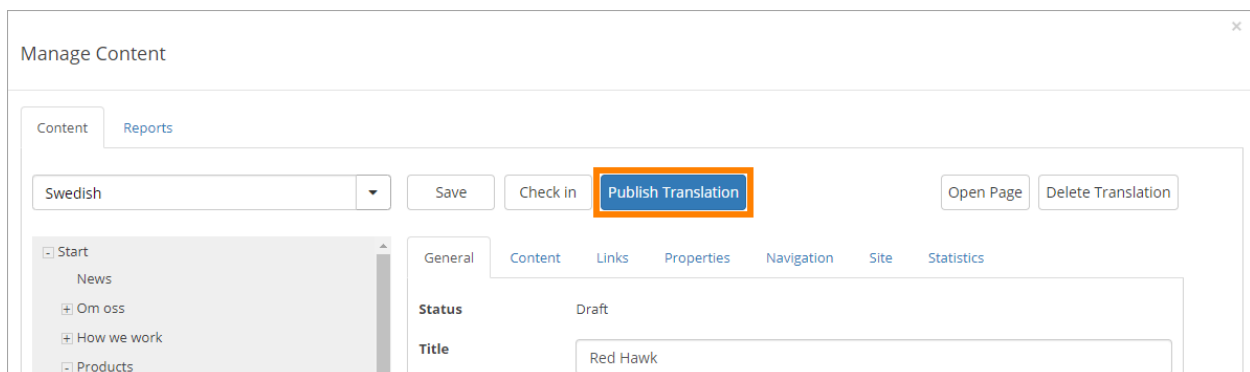 ×
Manage Content
Content Reports
Swedish Save Check in Publish Translation Open Page Delete Translation
Start
News
Om oss
How we work
Products
General Content Links Properties Navigation Site Statistics
Status Draft
Title Red Hawk